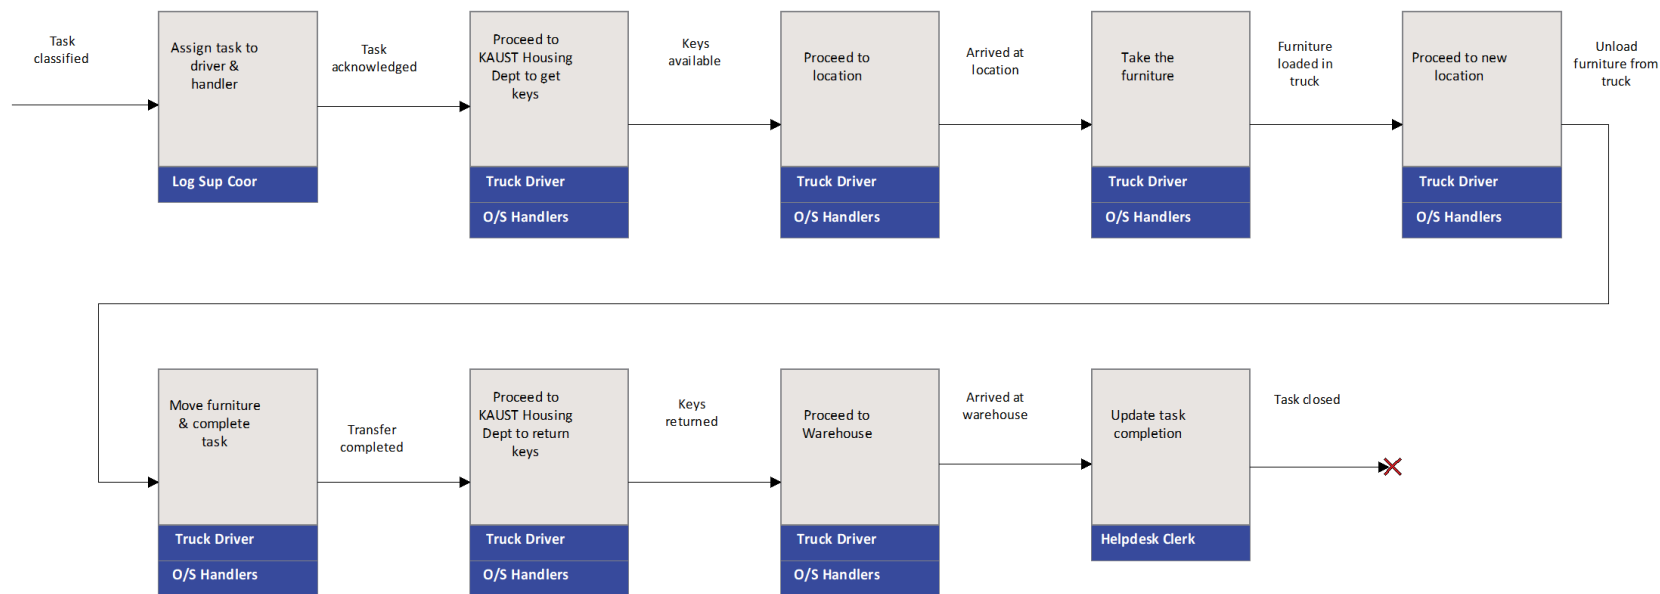 Task
classified
Assign task to
driver &
handler
Log Sup Coor
Task
acknowledged
Proceed to
KAUST Housing
Dept to get
keys
Truck Driver
O/S Handlers
Keys
available
Proceed to
location
Truck Driver
O/S Handlers
Arrived at
location
Take the
furniture
Truck Driver
O/S Handlers
Furniture
loaded in
truck
Proceed to new
location
Truck Driver
O/S Handlers
Unload
furniture from
truck
Move furniture
& complete
task
Truck Driver
O/S Handlers
Transfer
completed
Proceed to
KAUST Housing
Dept to return
keys
Truck Driver
O/S Handlers
Keys
returned
Proceed to
Warehouse
Truck Driver
O/S Handlers
Arrived at
warehouse
Update task
completion
Helpdesk Clerk
Task closed